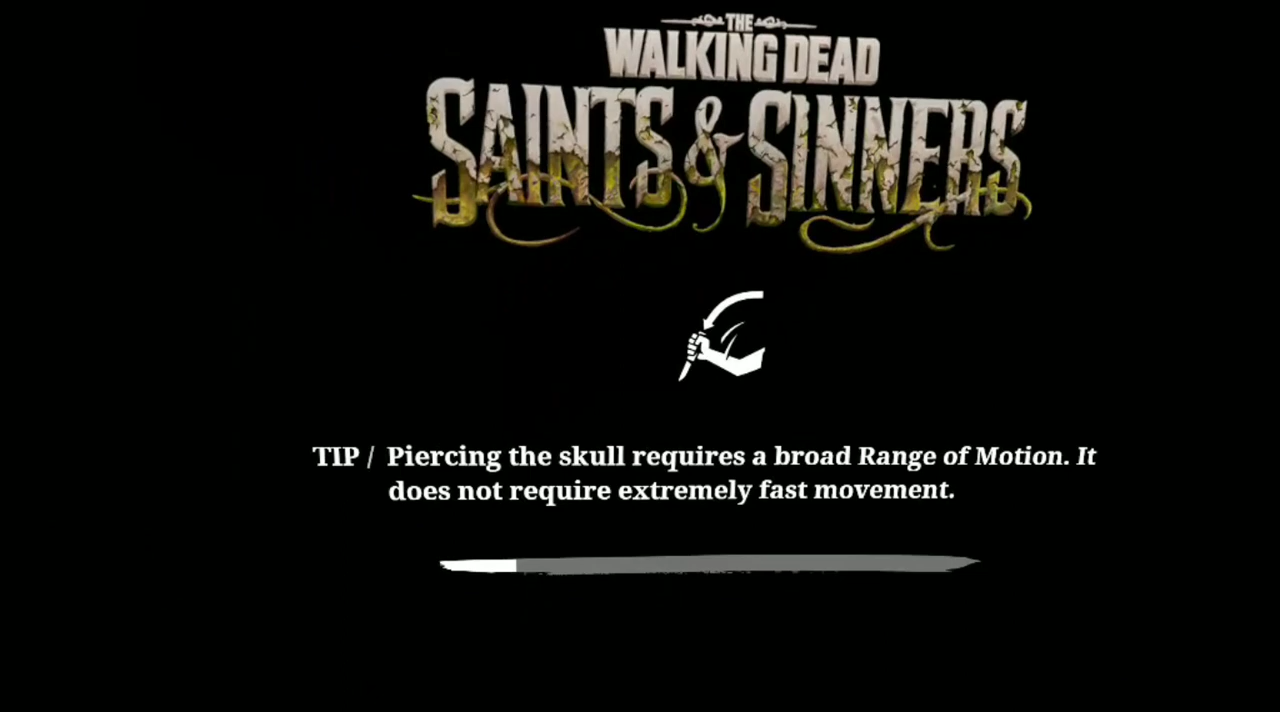 THE
WALKING DEAD
SAINTS & SINNERS
TIP / Piercing the skull requires a broad Range of Motion. It
does not require extremely fast movement.